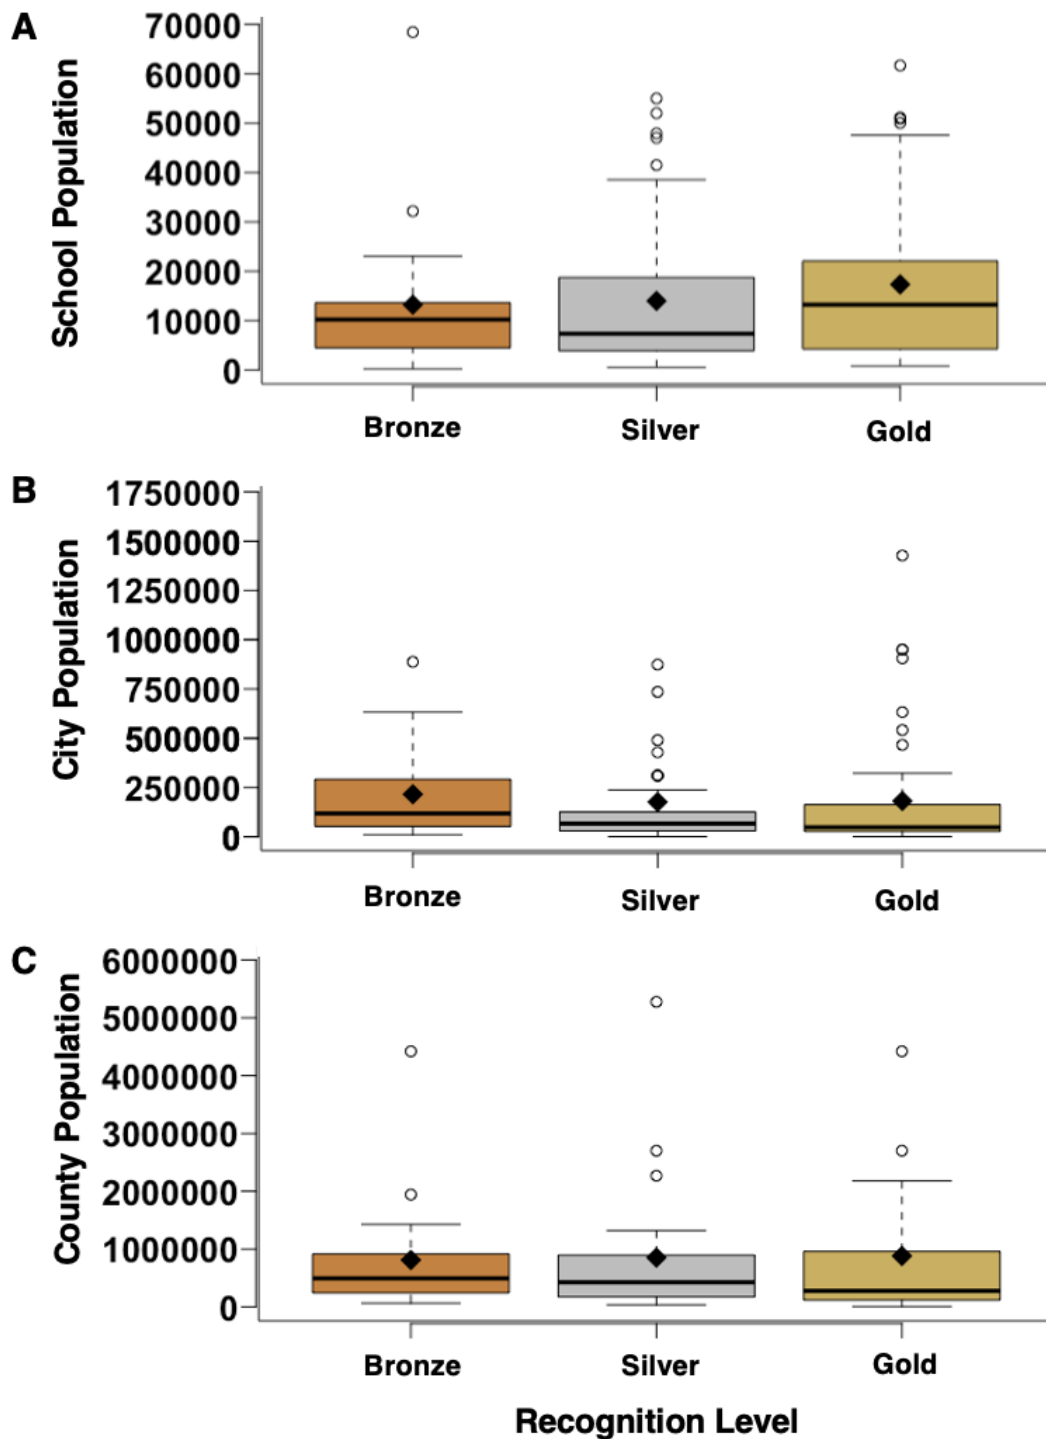 A
School Population
70000
60000
50000
40000
30000
20000
10000
0
Bronze Silver Gold
B
City Population
1750000
1500000
1250000
1000000
750000
500000
250000
0
Bronze Silver Gold
C
County Population
6000000
5000000
4000000
3000000
2000000
1000000
0
Bronze Silver Gold
Recognition Level